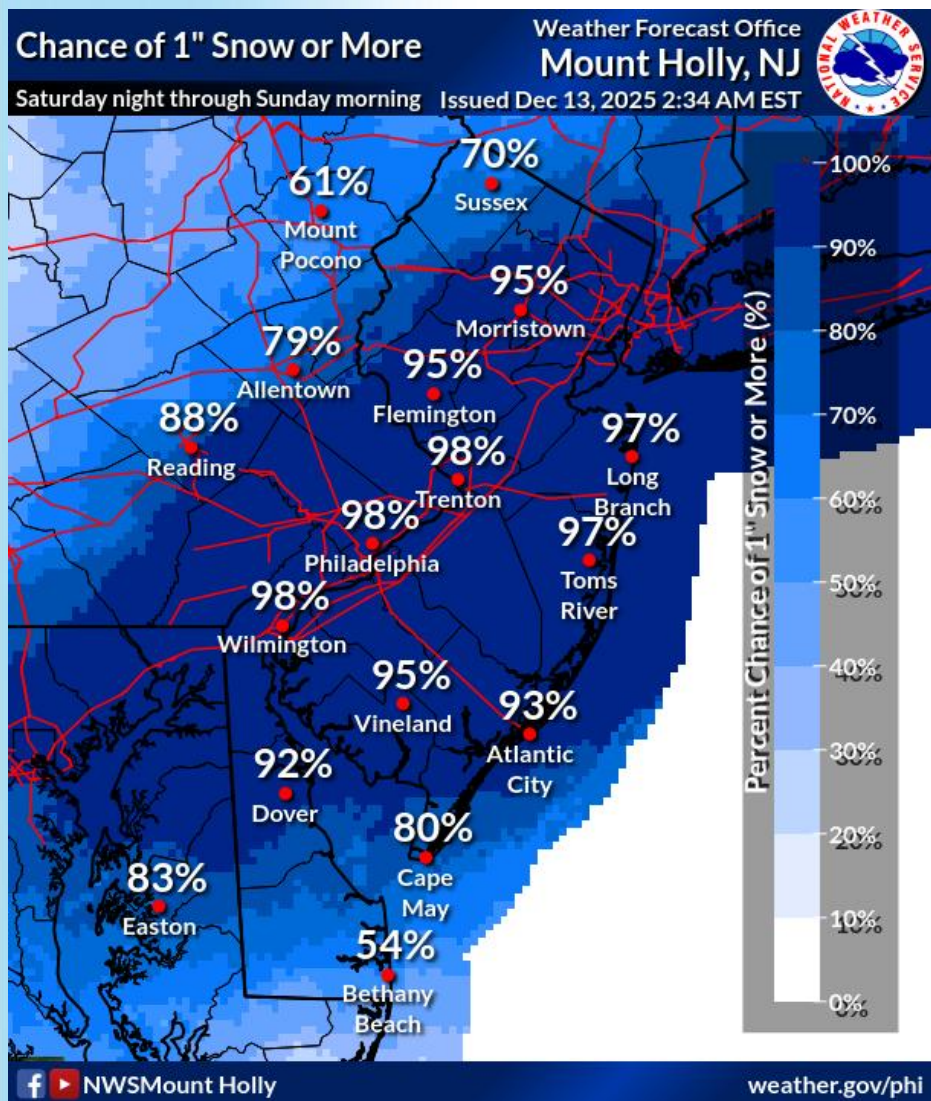 Chance of 1" Snow or More
Saturday night through Sunday morning
Weather Forecast Office
Mount Holly, NJ
Issued Dec 13, 2025 2:34 AM EST
NATIONAL WEATHER SERVICE
61%
Mount
Pocono
70%
Sussex
95%
Morristown
79%
Allentown
95%
Flemington
88%
Reading
98%
Trenton
97%
Long
Branch
98%
Philadelphia
97%
Toms
River
98%
Wilmington
95%
Vineland
93%
Atlantic
City
92%
Dover
80%
Cape
May
83%
Easton
54%
Bethany
Beach
Percent Chance of 1" Snow or More (%)
100%
90%
80%
70%
60%
50%
40%
30%
20%
10%
0%
NWSMount Holly
weather.gov/phi